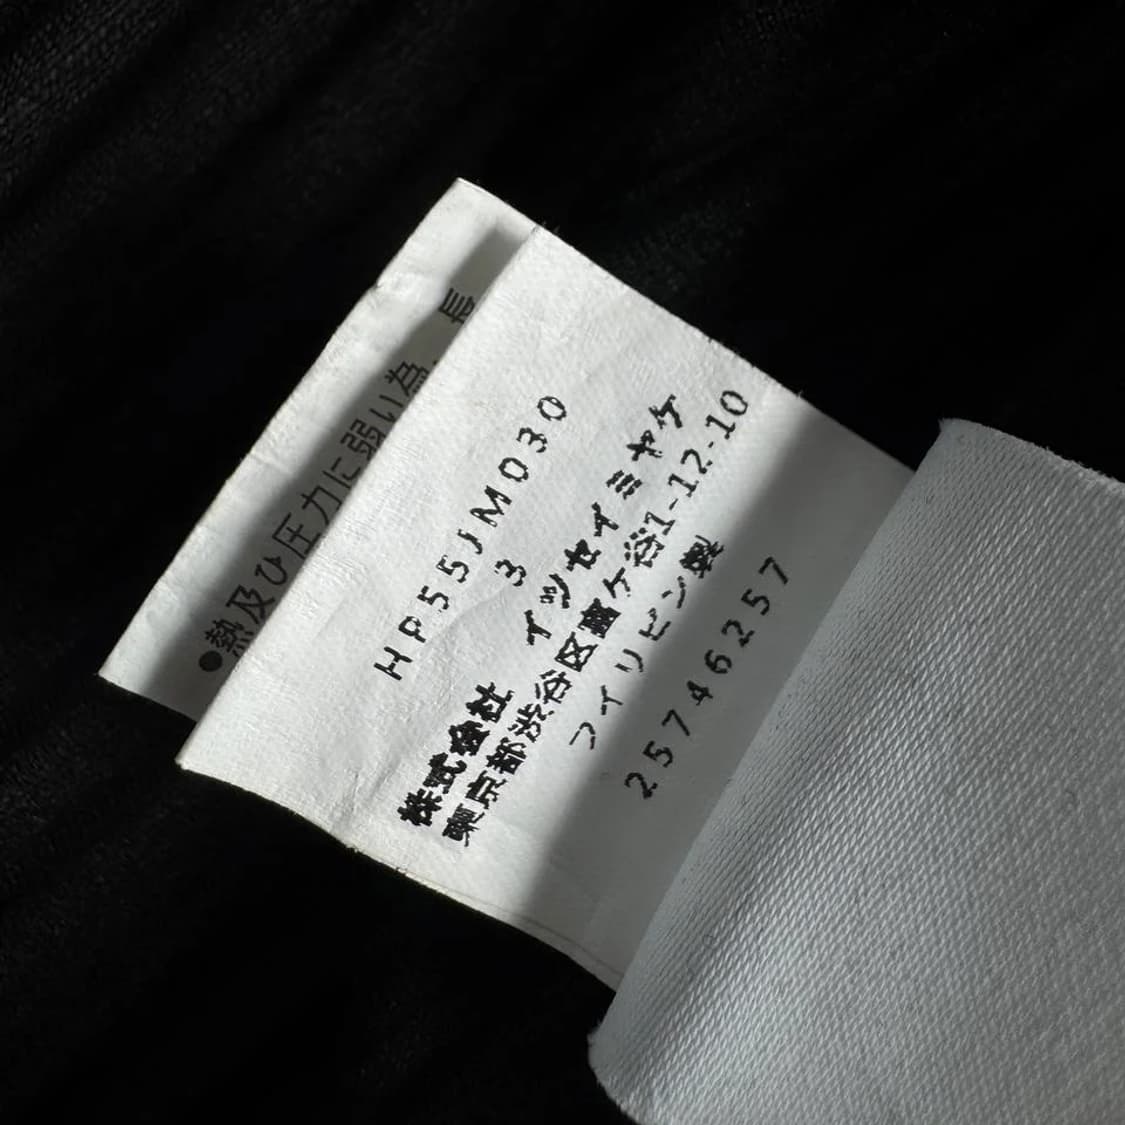 ●熱及び圧力に弱い為、長
HP55JM030
3
株式会社 イッセイミヤケ
東京都渋谷区富ヶ谷1-12-10
フィリピン製
25746257